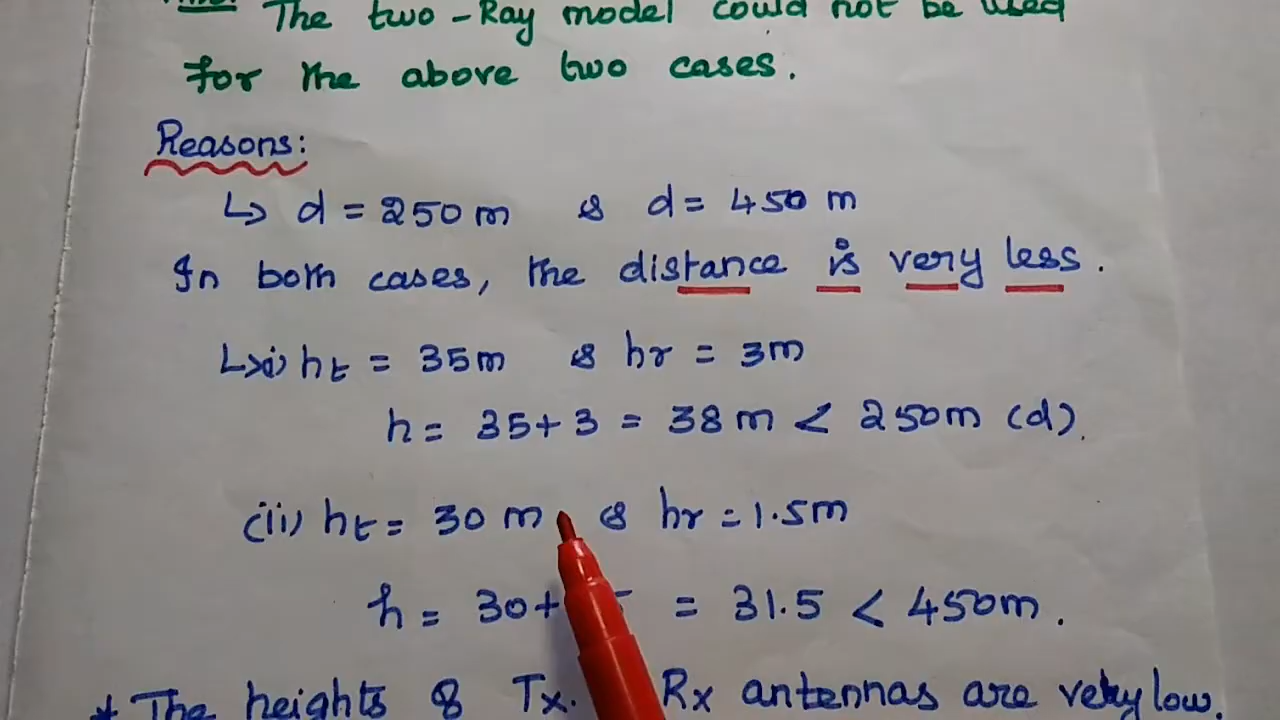 The two-Ray model could not be used
for the above two cases.
Reasons:
↳ d = 250 m & d = 450 m
In both cases, the distance is very less.
↳ i) ht = 35m & hr = 3m
h = 35+3 = 38 m < 250m (d).
(ii) ht = 30 m & hr = 1.5m
h = 30+ = 31.5 < 450m.
* The heights of Tx. Rx antennas are very low.